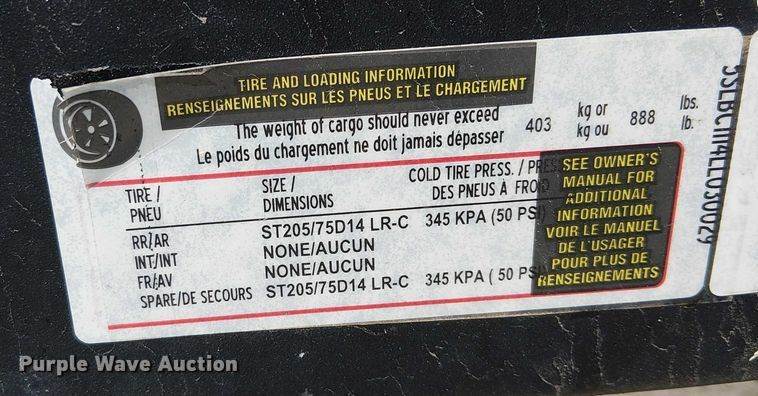 TIRE AND LOADING INFORMATION
RENSEIGNEMENTS SUR LES PNEUS ET LE CHARGEMENT
The weight of cargo should never exceed 403 kg or 888 lbs.
Le poids du chargement ne doit jamais dépasser kg ou lb.
TIRE / SIZE / COLD TIRE PRESS. /
PNEU DIMENSIONS DES PNEUS À FROID
RR/AR ST205/75D14 LR-C 345 KPA (50 PSI)
INT/INT NONE/AUCUN
FR/AV NONE/AUCUN
SPARE/DE SECOURS ST205/75D14 LR-C 345 KPA ( 50
SEE OWNER'S
MANUAL FOR
ADDITIONAL
INFORMATION
VOIR LE MANUEL
DE L'USAGER
POUR PLUS DE
RENSEIGNEMENTS
Purple Wave Auction